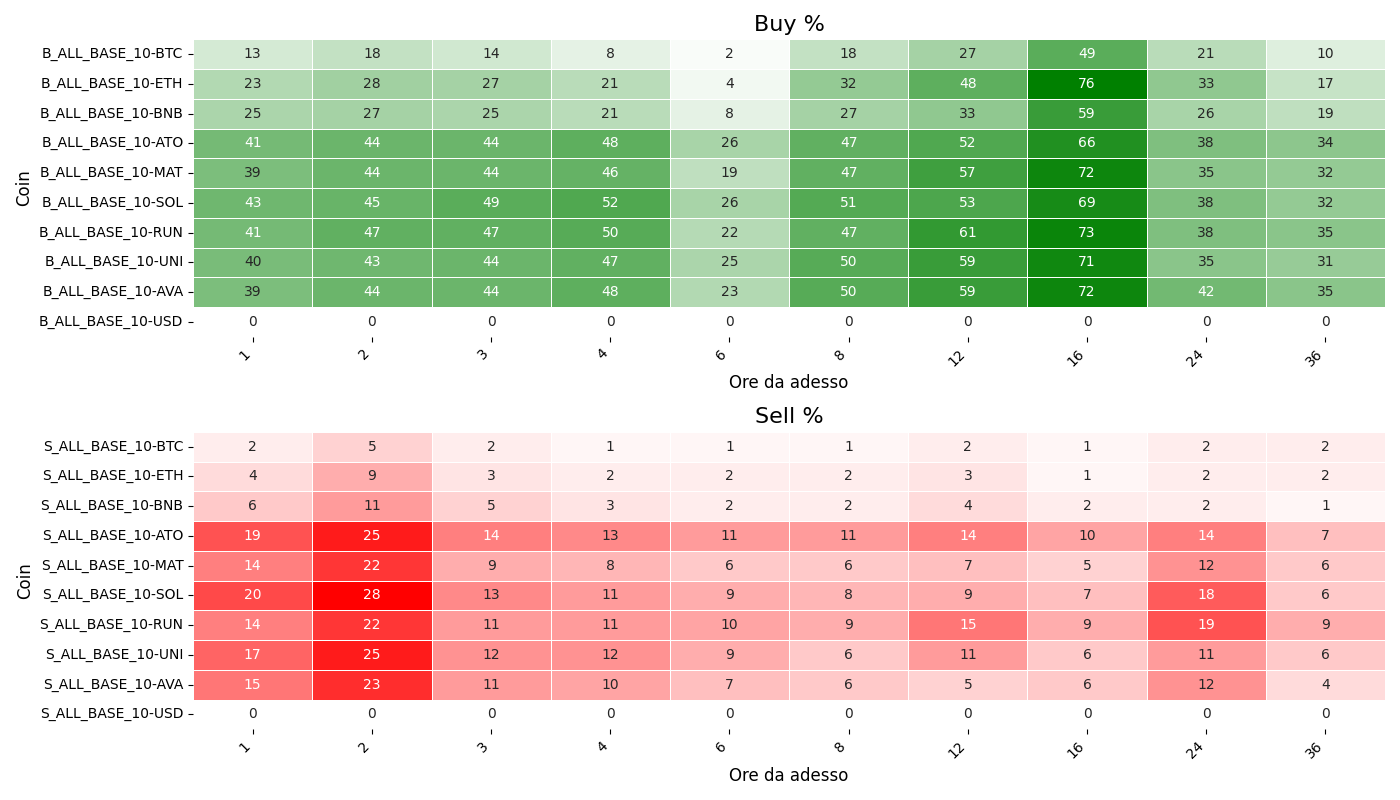 Buy %
Coin
B_ALL_BASE_10-BTC 13 18 14 8 2 18 27 49 21 10
B_ALL_BASE_10-ETH 23 28 27 21 4 32 48 76 33 17
B_ALL_BASE_10-BNB 25 27 25 21 8 27 33 59 26 19
B_ALL_BASE_10-ATO 41 44 44 48 26 47 52 66 38 34
B_ALL_BASE_10-MAT 39 44 44 46 19 47 57 72 35 32
B_ALL_BASE_10-SOL 43 45 49 52 26 51 53 69 38 32
B_ALL_BASE_10-RUN 41 47 47 50 22 47 61 73 38 35
B_ALL_BASE_10-UNI 40 43 44 47 25 50 59 71 35 31
B_ALL_BASE_10-AVA 39 44 44 48 23 50 59 72 42 35
B_ALL_BASE_10-USD 0 0 0 0 0 0 0 0 0 0
1 2 3 4 6 8 12 16 24 36
Ore da adesso
Sell %
Coin
S_ALL_BASE_10-BTC 2 5 2 1 1 1 2 1 2 2
S_ALL_BASE_10-ETH 4 9 3 2 2 2 3 1 2 2
S_ALL_BASE_10-BNB 6 11 5 3 2 2 4 2 2 1
S_ALL_BASE_10-ATO 19 25 14 13 11 11 14 10 14 7
S_ALL_BASE_10-MAT 14 22 9 8 6 6 7 5 12 6
S_ALL_BASE_10-SOL 20 28 13 11 9 8 9 7 18 6
S_ALL_BASE_10-RUN 14 22 11 11 10 9 15 9 19 9
S_ALL_BASE_10-UNI 17 25 12 12 9 6 11 6 11 6
S_ALL_BASE_10-AVA 15 23 11 10 7 6 5 6 12 4
S_ALL_BASE_10-USD 0 0 0 0 0 0 0 0 0 0
1 2 3 4 6 8 12 16 24 36
Ore da adesso